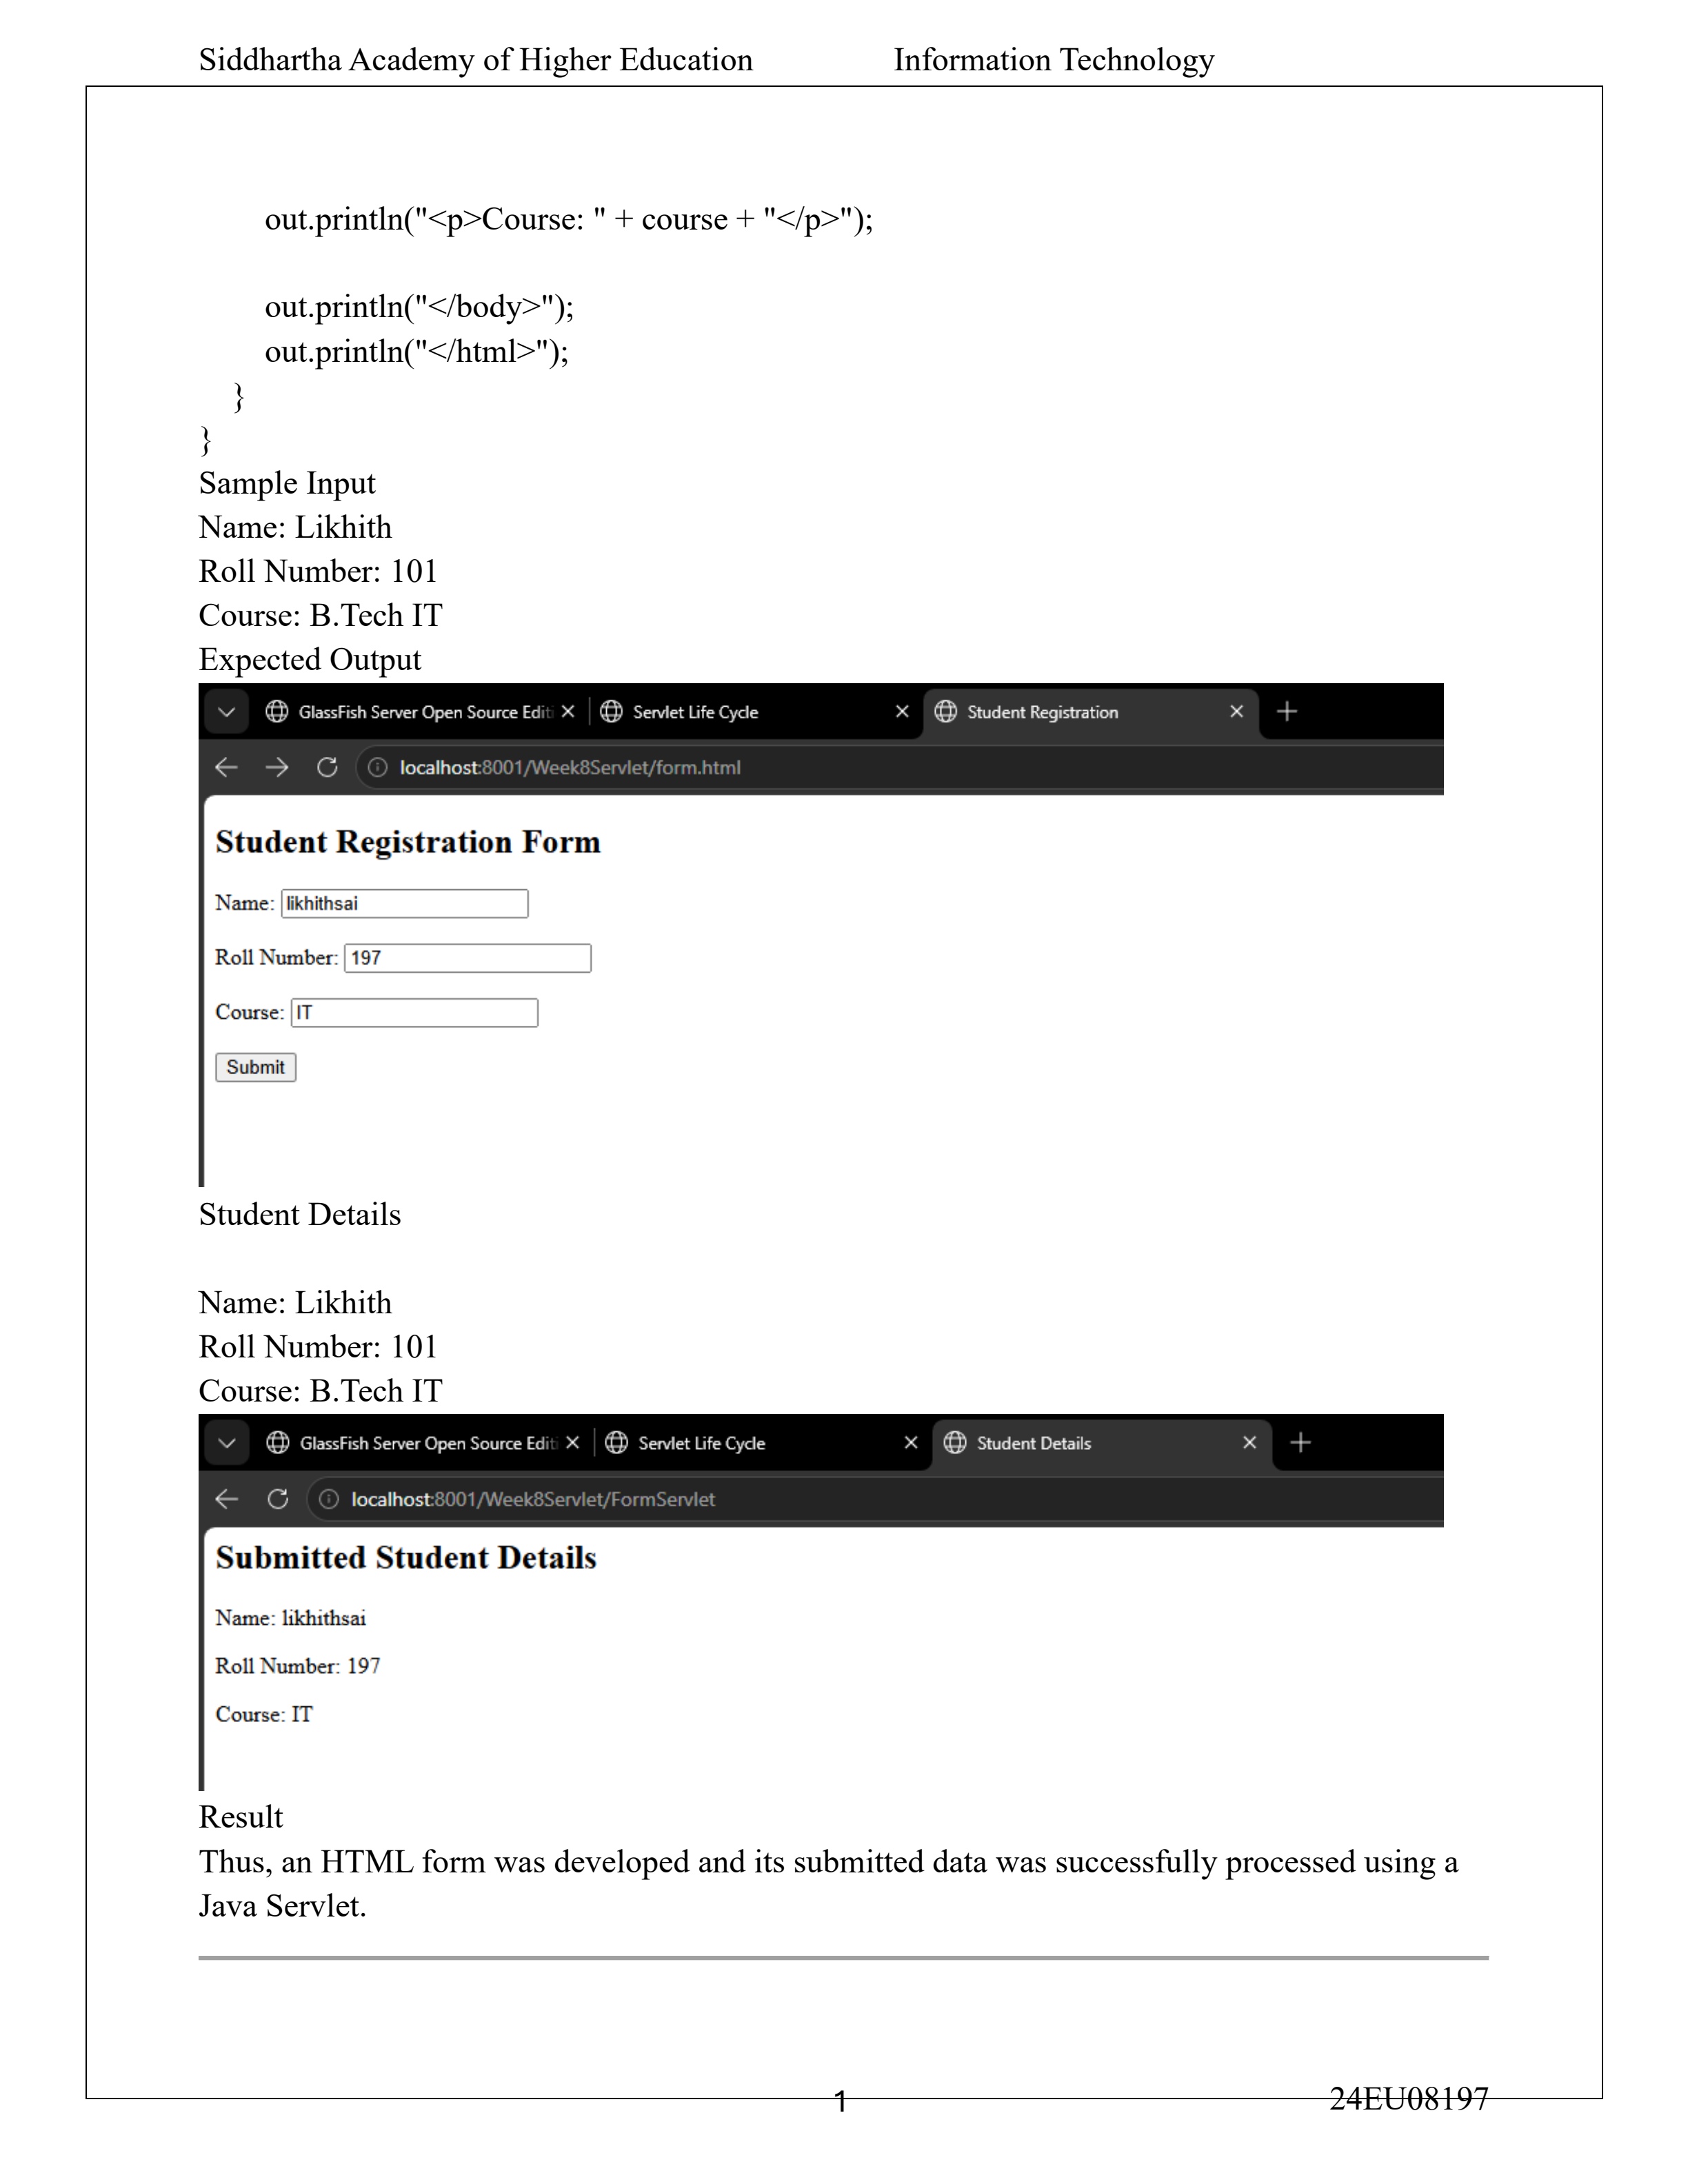 Siddhartha Academy of Higher Education Information Technology
out.println("<p>Course: " + course + "</p>");
out.println("</body>");
out.println("</html>");
}
}
Sample Input
Name: Likhith
Roll Number: 101
Course: B.Tech IT
Expected Output
GlassFish Server Open Source Editi Servlet Life Cycle Student Registration
localhost:8001/Week8Servlet/form.html
Student Registration Form
Name: likhithsai
Roll Number: 197
Course: IT
Submit
Student Details
Name: Likhith
Roll Number: 101
Course: B.Tech IT
GlassFish Server Open Source Editi Servlet Life Cycle Student Details
localhost:8001/Week8Servlet/FormServlet
Submitted Student Details
Name: likhithsai
Roll Number: 197
Course: IT
Result
Thus, an HTML form was developed and its submitted data was successfully processed using a
Java Servlet.
1 24EU08197